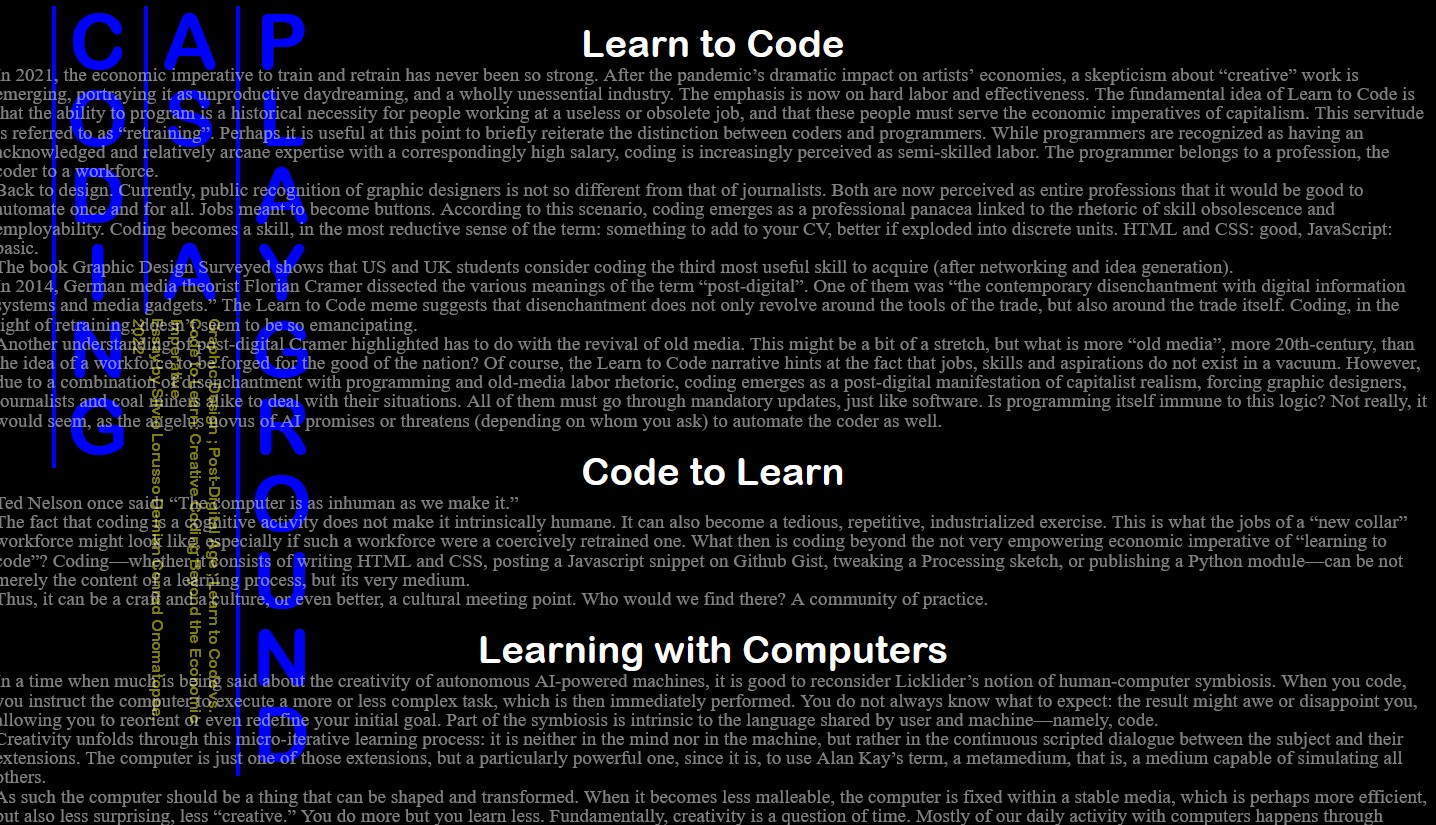 CODING
AS A
PLAYGROUND
Graphic Design ; Post-Digital Age, Learn to Code vs.
Code to Learn: Creative Coding Beyond the Economic
Imperative
Essay by Silvio Lorusso Demian Conrad Onomatopee,
2022
Learn to Code
In 2021, the economic imperative to train and retrain has never been so strong. After the pandemic’s dramatic impact on artists’ economies, a skepticism about “creative” work is
emerging, portraying it as unproductive daydreaming, and a wholly unessential industry. The emphasis is now on hard labor and effectiveness. The fundamental idea of Learn to Code is
that the ability to program is a historical necessity for people working at a useless or obsolete job, and that these people must serve the economic imperatives of capitalism. This servitude
is referred to as “retraining”. Perhaps it is useful at this point to briefly reiterate the distinction between coders and programmers. While programmers are recognized as having an
acknowledged and relatively arcane expertise with a correspondingly high salary, coding is increasingly perceived as semi-skilled labor. The programmer belongs to a profession, the
coder to a workforce.
Back to design. Currently, public recognition of graphic designers is not so different from that of journalists. Both are now perceived as entire professions that it would be good to
automate once and for all. Jobs meant to become buttons. According to this scenario, coding emerges as a professional panacea linked to the rhetoric of skill obsolescence and
employability. Coding becomes a skill, in the most reductive sense of the term: something to add to your CV, better if exploded into discrete units. HTML and CSS: good, JavaScript:
basic.
The book Graphic Design Surveyed shows that US and UK students consider coding the third most useful skill to acquire (after networking and idea generation).
In 2014, German media theorist Florian Cramer dissected the various meanings of the term “post-digital”. One of them was “the contemporary disenchantment with digital information
systems and media gadgets.” The Learn to Code meme suggests that disenchantment does not only revolve around the tools of the trade, but also around the trade itself. Coding, in the
light of retraining, doesn’t seem to be so emancipating.
Another understanding of post-digital Cramer highlighted has to do with the revival of old media. This might be a bit of a stretch, but what is more “old media”, more 20th-century, than
the idea of a workforce to be forged for the good of the nation? Of course, the Learn to Code narrative hints at the fact that jobs, skills and aspirations do not exist in a vacuum. However,
due to a combination of disenchantment with programming and old-media labor rhetoric, coding emerges as a post-digital manifestation of capitalist realism, forcing graphic designers,
journalists and coal miners alike to deal with their situations. All of them must go through mandatory updates, just like software. Is programming itself immune to this logic? Not really, it
would seem, as the angelus novus of AI promises or threatens (depending on whom you ask) to automate the coder as well.
Code to Learn
Ted Nelson once said: “The computer is as inhuman as we make it.”
The fact that coding is a cognitive activity does not make it intrinsically humane. It can also become a tedious, repetitive, industrialized exercise. This is what the jobs of a “new collar”
workforce might look like, especially if such a workforce were a coercively retrained one. What then is coding beyond the not very empowering economic imperative of “learning to
code”? Coding—whether it consists of writing HTML and CSS, posting a Javascript snippet on Github Gist, tweaking a Processing sketch, or publishing a Python module—can be not
merely the content of a learning process, but its very medium.
Thus, it can be a craft and a culture, or even better, a cultural meeting point. Who would we find there? A community of practice.
Learning with Computers
In a time when much is being said about the creativity of autonomous AI-powered machines, it is good to reconsider Licklider’s notion of human-computer symbiosis. When you code,
you instruct the computer to execute a more or less complex task, which is then immediately performed. You do not always know what to expect: the result might awe or disappoint you,
allowing you to reorient or even redefine your initial goal. Part of the symbiosis is intrinsic to the language shared by user and machine—namely, code.
Creativity unfolds through this micro-iterative learning process: it is neither in the mind nor in the machine, but rather in the continuous scripted dialogue between the subject and their
extensions. The computer is just one of those extensions, but a particularly powerful one, since it is, to use Alan Kay’s term, a metamedium, that is, a medium capable of simulating all
others.
As such the computer should be a thing that can be shaped and transformed. When it becomes less malleable, the computer is fixed within a stable media, which is perhaps more efficient,
but also less surprising, less “creative.” You do more but you learn less. Fundamentally, creativity is a question of time. Mostly of our daily activity with computers happens through